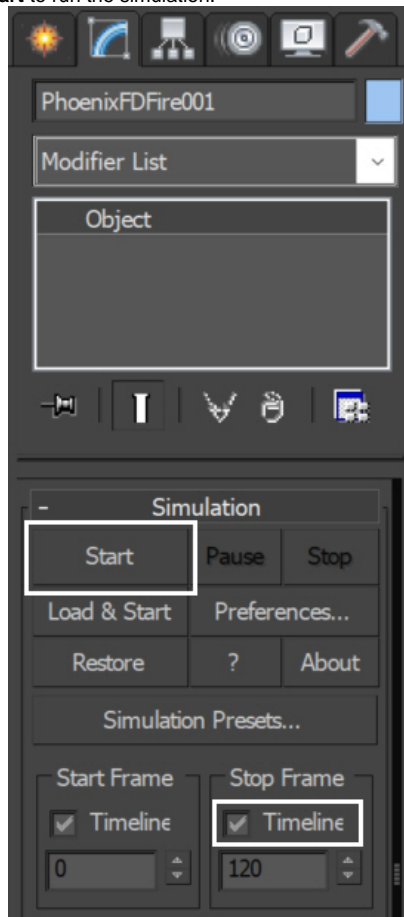 to run the simulation.
PhoenixFDFire001
Modifier List
Object
- Simulation
Start Pause Stop
Load & Start Preferences...
Restore ? About
Simulation Presets...
Start Frame Stop Frame
Timeline Timeline
0 120